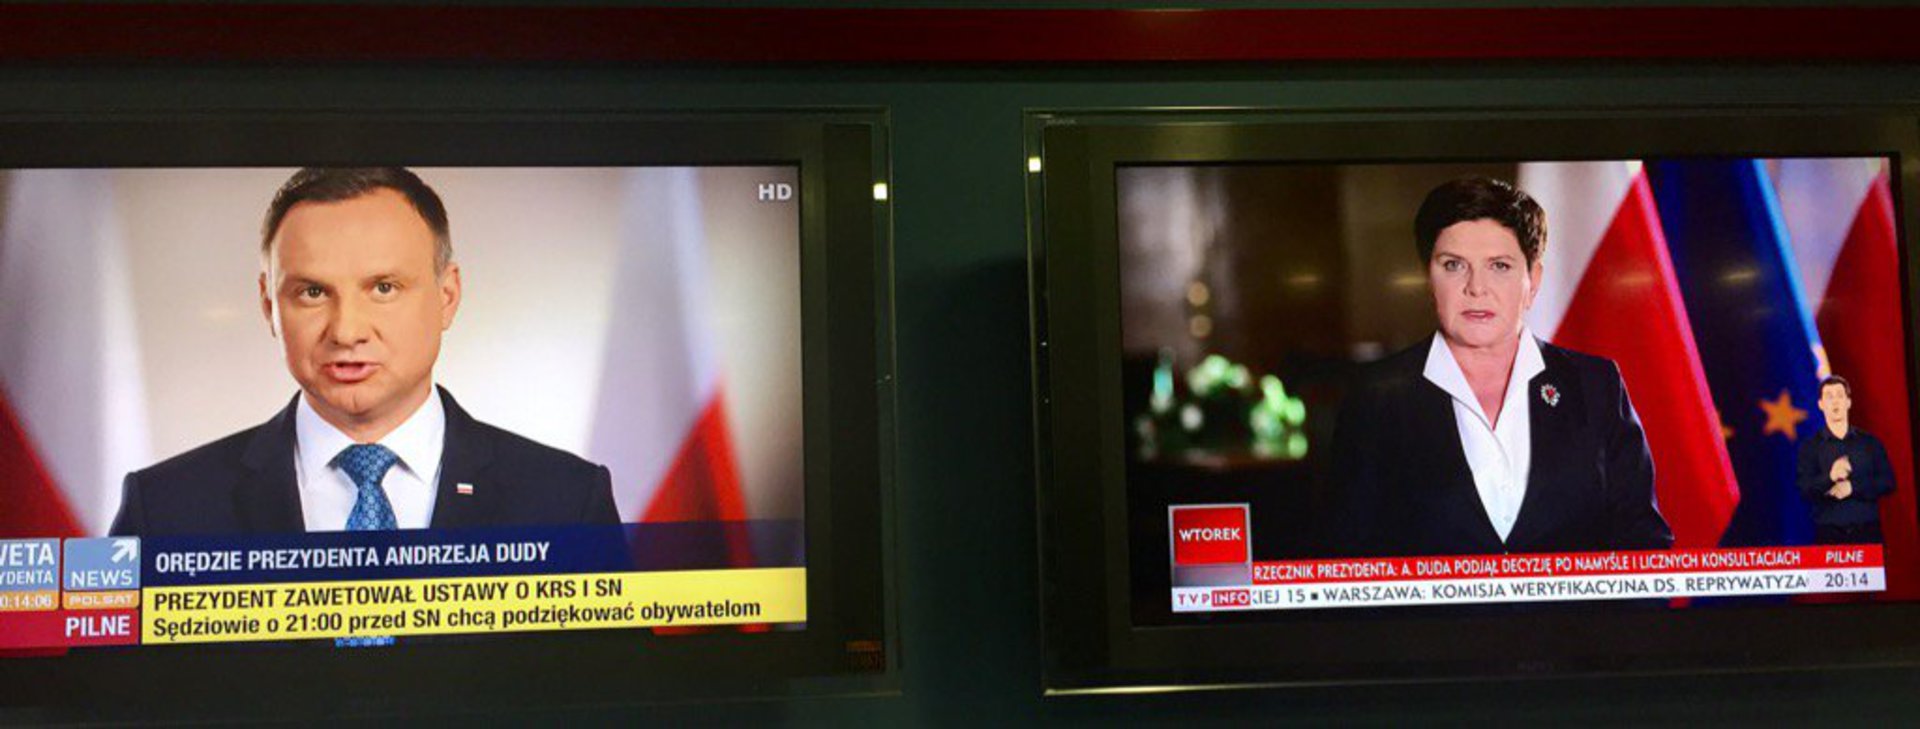 HD
WETA
YDENTA
0:14:06
NEWS
POLSAT
PILNE
ORĘDZIE PREZYDENTA ANDRZEJA DUDY
PREZYDENT ZAWETOWAŁ USTAWY O KRS I SN
Sędziowie o 21:00 przed SN chcą podziękować obywatelom
WTOREK
RZECZNIK PREZYDENTA: A. DUDA PODJĄŁ DECYZJĘ PO NAMYŚLE I LICZNYCH KONSULTACJACH PILNE
TVP INFO KIEJ 15 ■ WARSZAWA: KOMISJA WERYFIKACYJNA DS. REPRYWATYZA 20:14